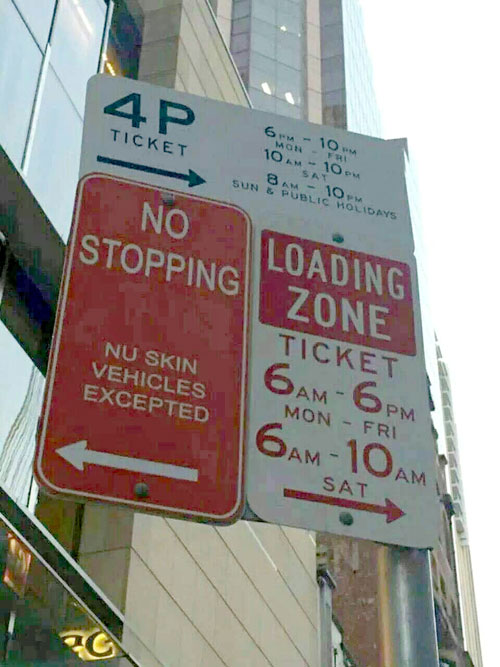 4P
TICKET
6PM - 10PM
MON - FRI
10AM - 10PM
SAT
8AM - 10PM
SUN & PUBLIC HOLIDAYS
NO
STOPPING
NU SKIN
VEHICLES
EXCEPTED
LOADING
ZONE
TICKET
6AM - 6PM
MON - FRI
6AM - 10AM
SAT